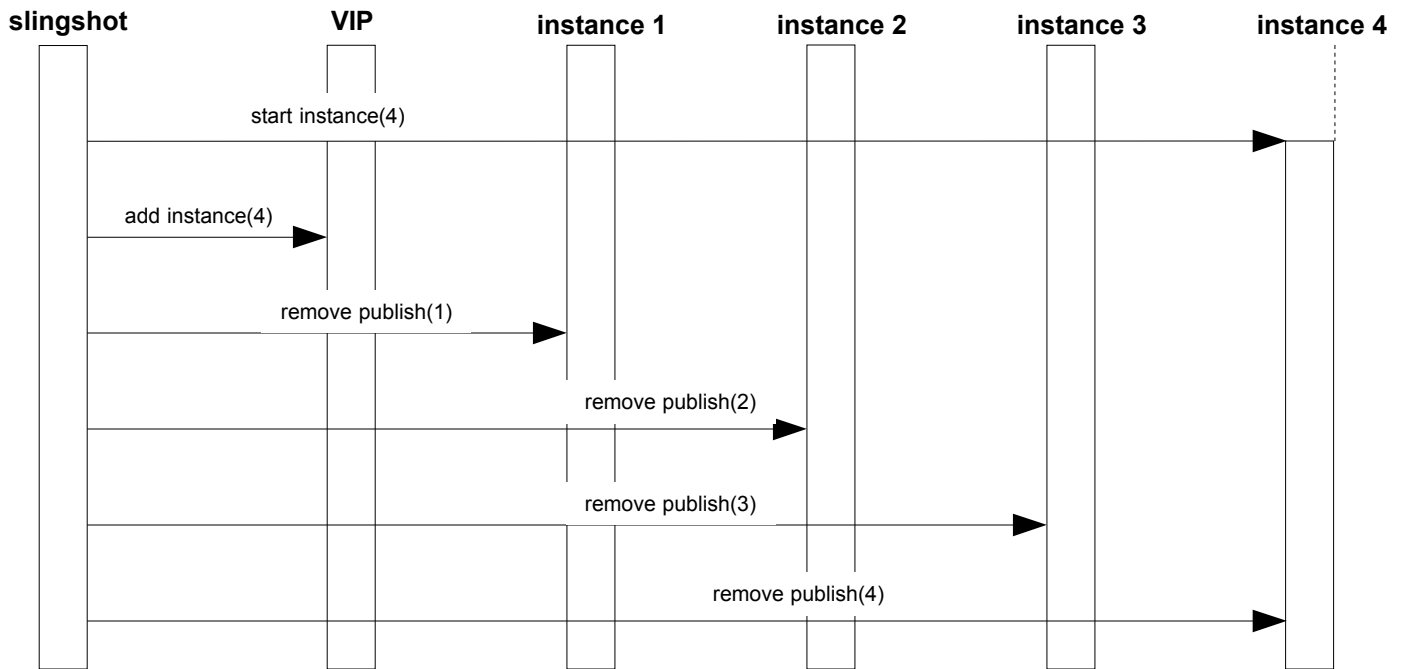 slingshot
VIP
instance 1
instance 2
instance 3
instance 4
start instance(4)
add instance(4)
remove publish(1)
remove publish(2)
remove publish(3)
remove publish(4)